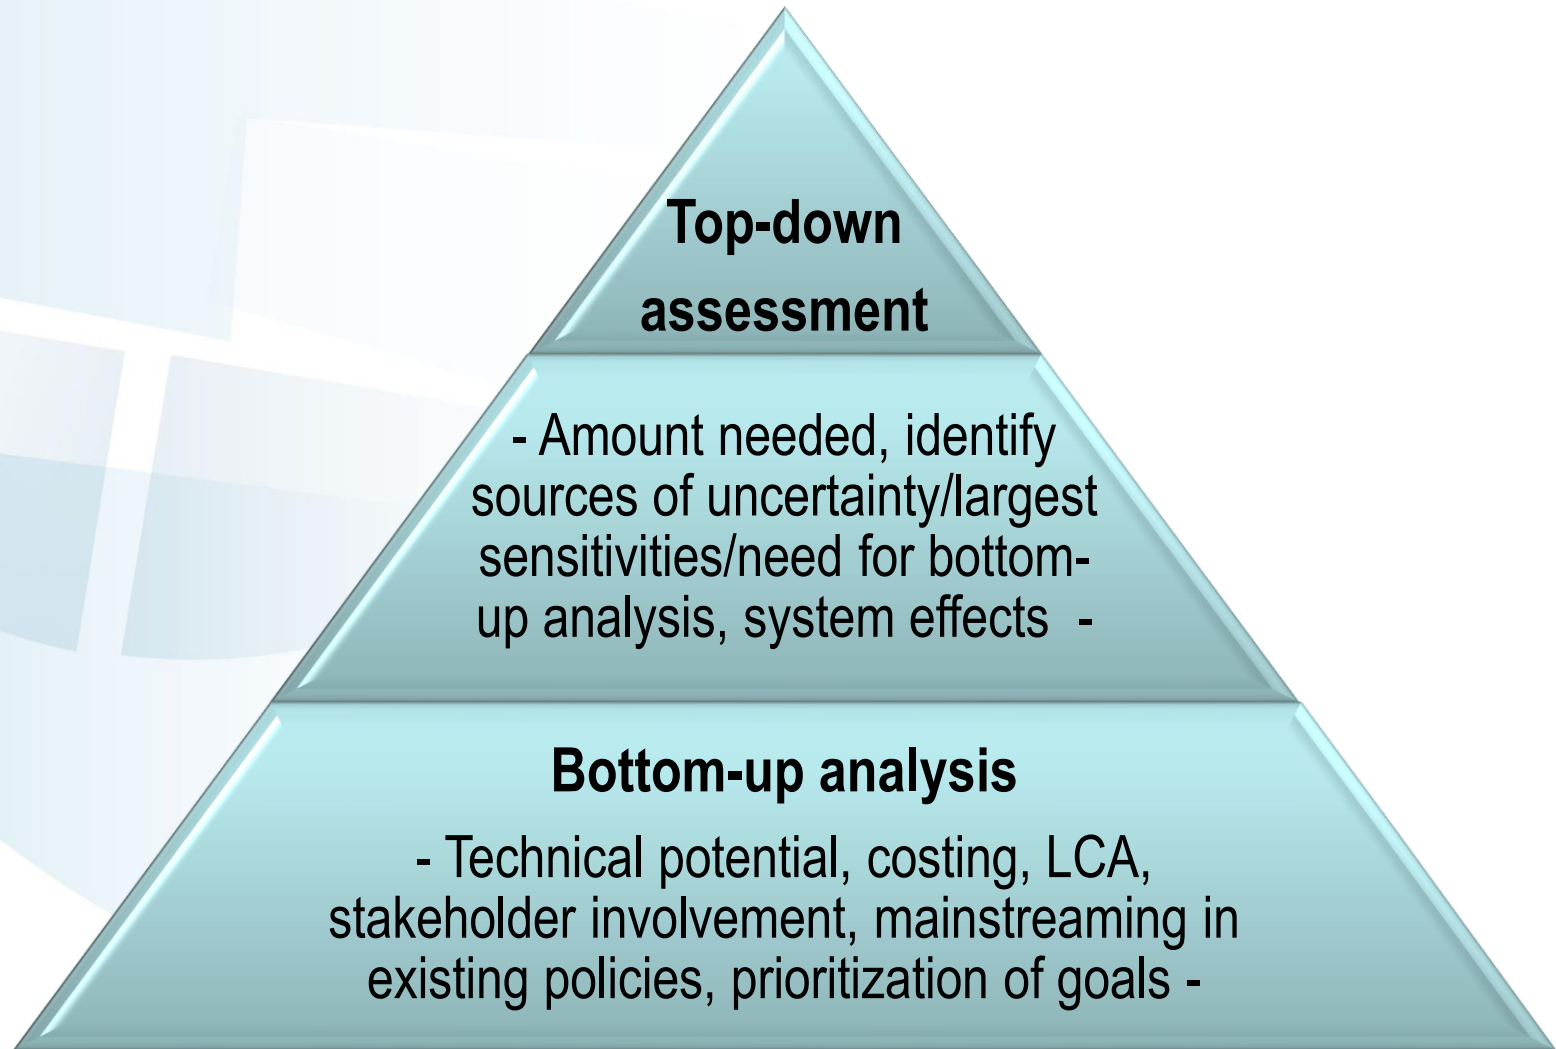 Top-down
assessment
- Amount needed, identify
sources of uncertainty/largest
sensitivities/need for bottom-
up analysis, system effects  -
Bottom-up analysis
- Technical potential, costing, LCA,
stakeholder involvement, mainstreaming in
existing policies, prioritization of goals -